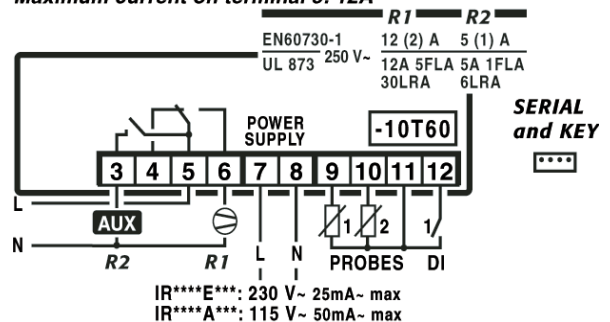 Maximum current on terminal 5: 12A
R1 R2
EN60730-1 250 V~ 12 (2) A 5 (1) A
UL 873 12A 5FLA 5A 1FLA
30LRA 6LRA
SERIAL
and KEY
POWER
SUPPLY
-10T60
3 4 5 6 7 8 9 10 11 12
L
AUX
1 2 1
N
R2 R1
L N
PROBES DI
IR****E***: 230 V~ 25mA~ max
IR****A***: 115 V~ 50mA~ max